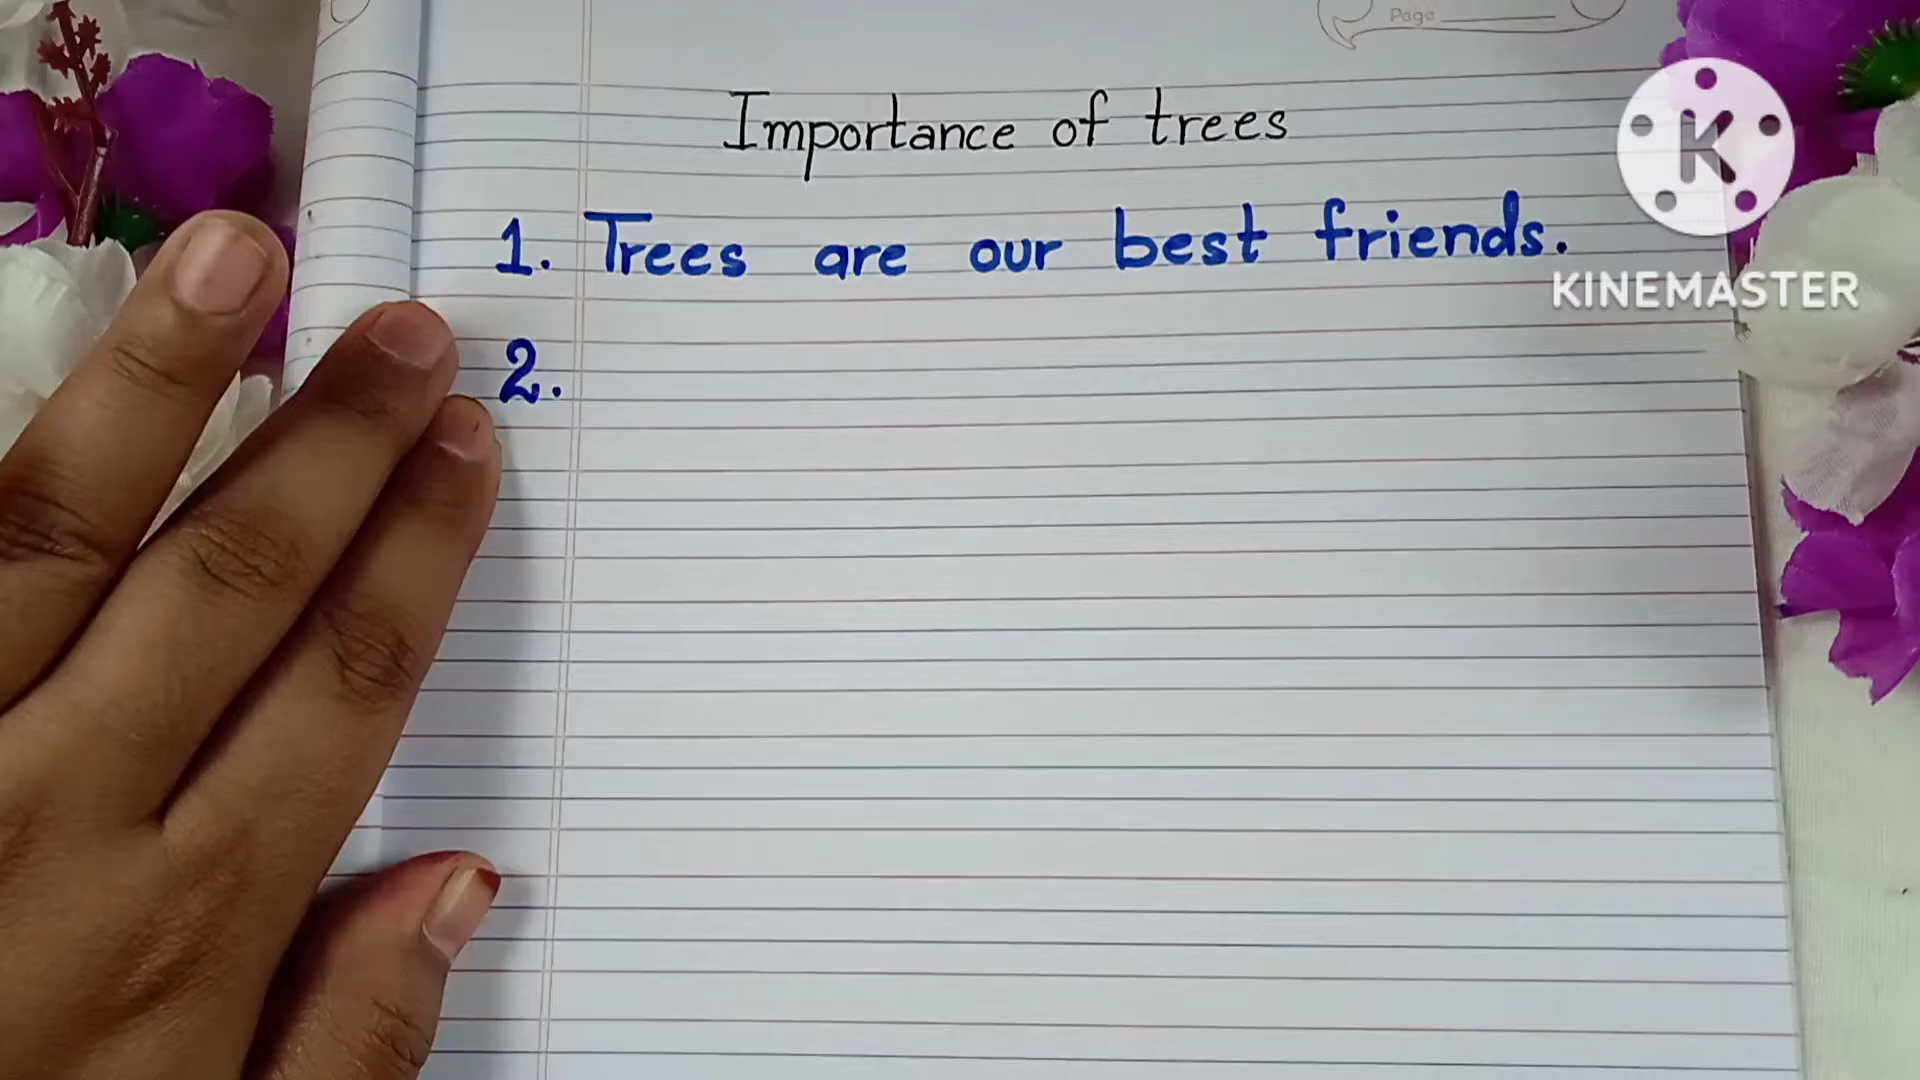 Page
Importance of trees
1. Trees are our best friends.
KINEMASTER
2.